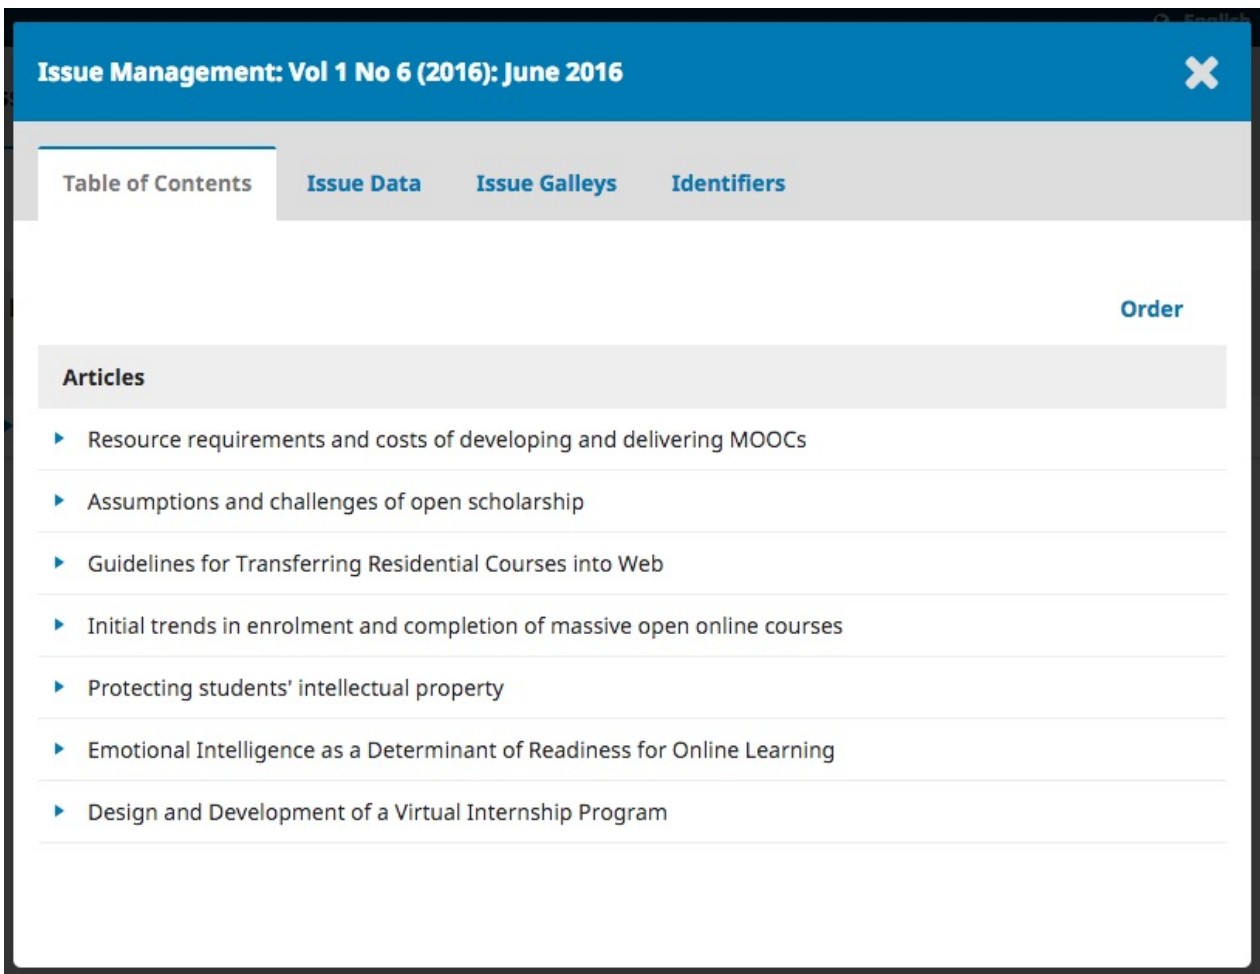 English
Issue Management: Vol 1 No 6 (2016): June 2016
Table of Contents Issue Data Issue Galleys Identifiers
Order
Articles
Resource requirements and costs of developing and delivering MOOCs
Assumptions and challenges of open scholarship
Guidelines for Transferring Residential Courses into Web
Initial trends in enrolment and completion of massive open online courses
Protecting students' intellectual property
Emotional Intelligence as a Determinant of Readiness for Online Learning
Design and Development of a Virtual Internship Program